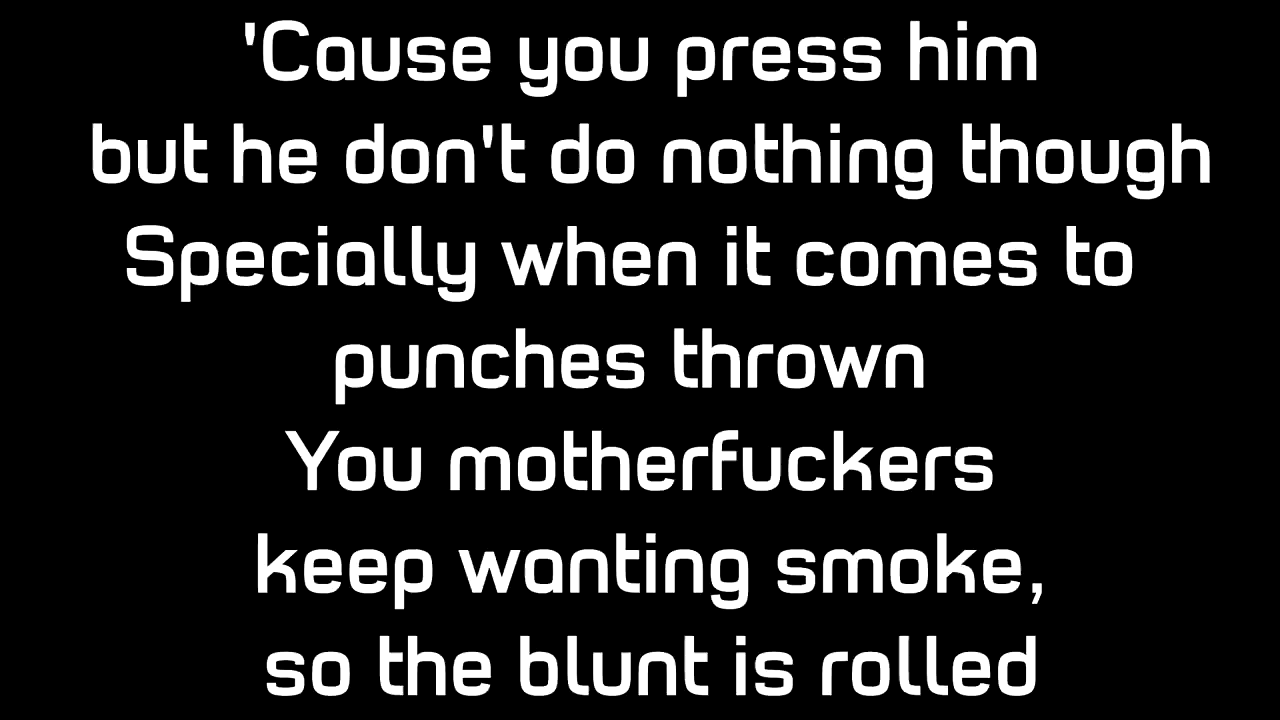 'Cause you press him
but he don't do nothing though
Specially when it comes to
punches thrown
You motherfuckers
keep wanting smoke,
so the blunt is rolled